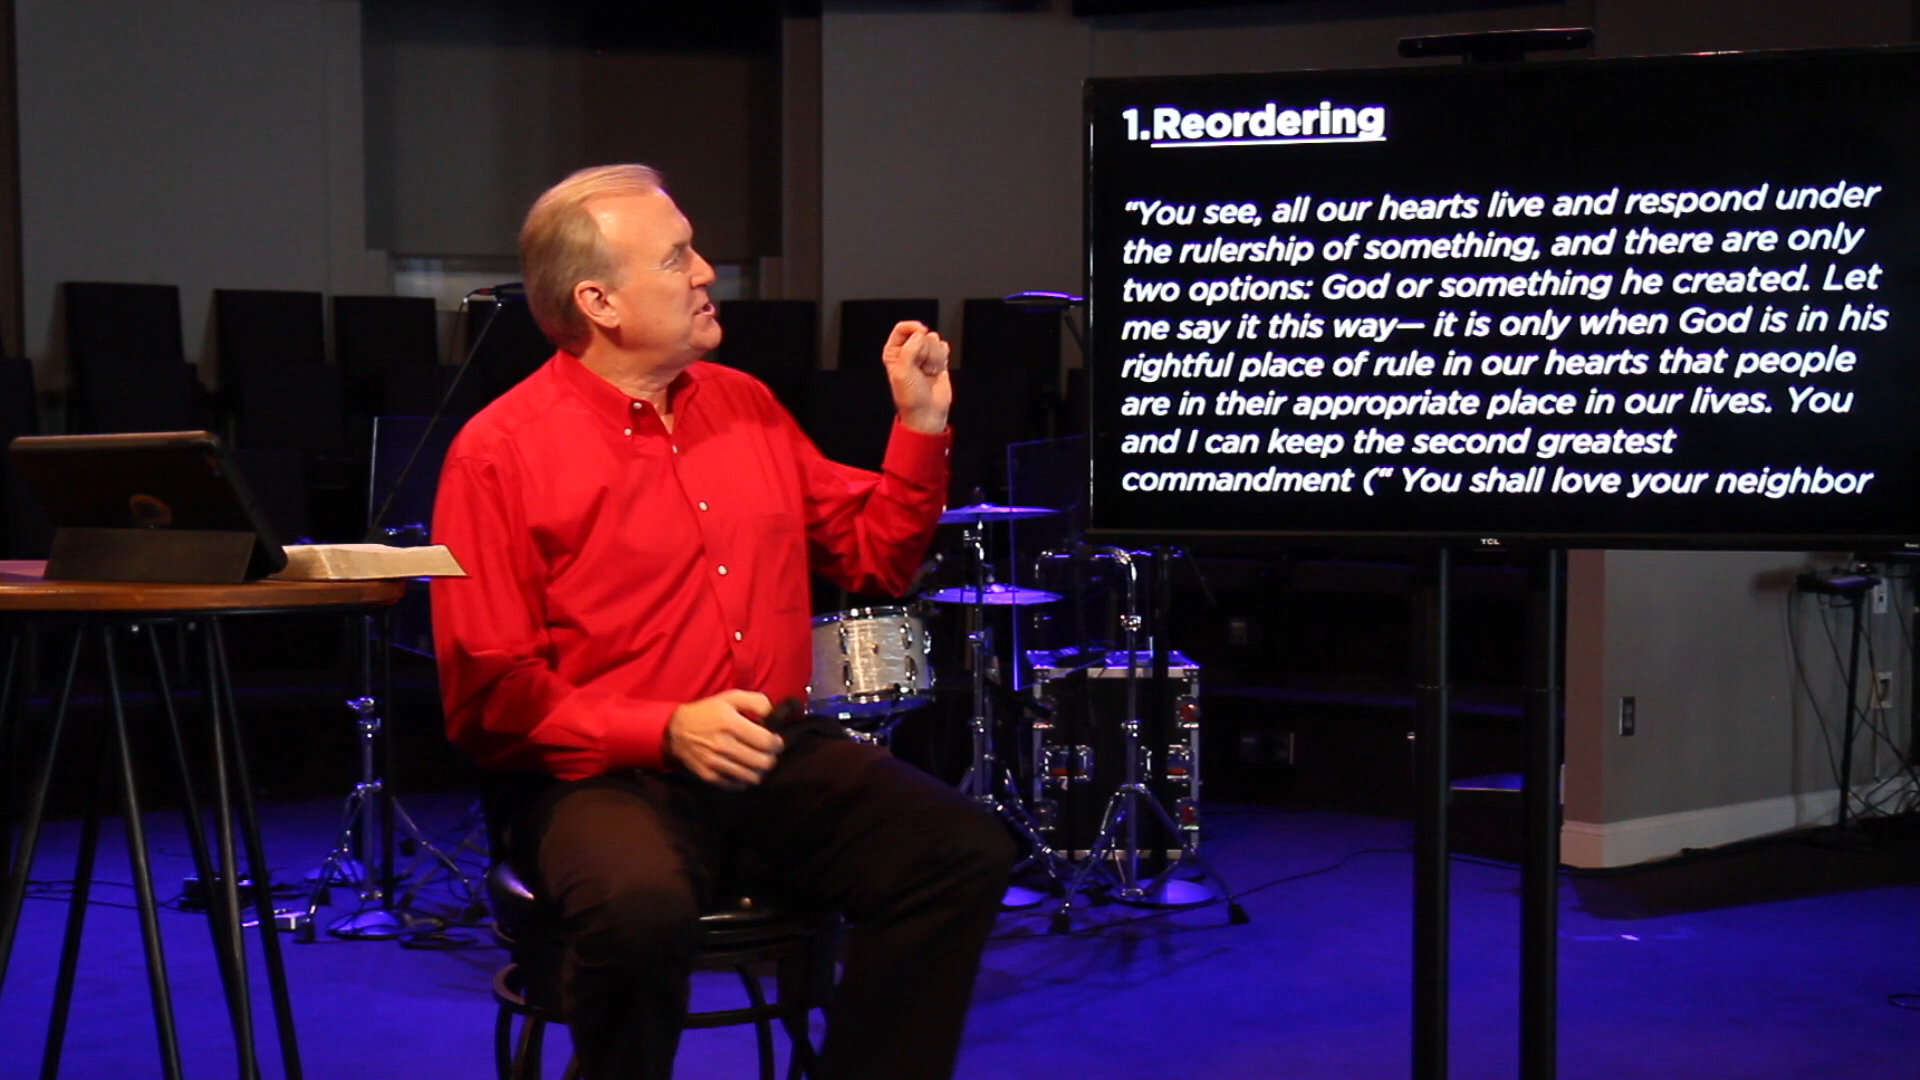 1.Reordering
“You see, all our hearts live and respond under
the rulership of something, and there are only
two options: God or something he created. Let
me say it this way— it is only when God is in his
rightful place of rule in our hearts that people
are in their appropriate place in our lives. You
and I can keep the second greatest
commandment (“ You shall love your neighbor
TCL